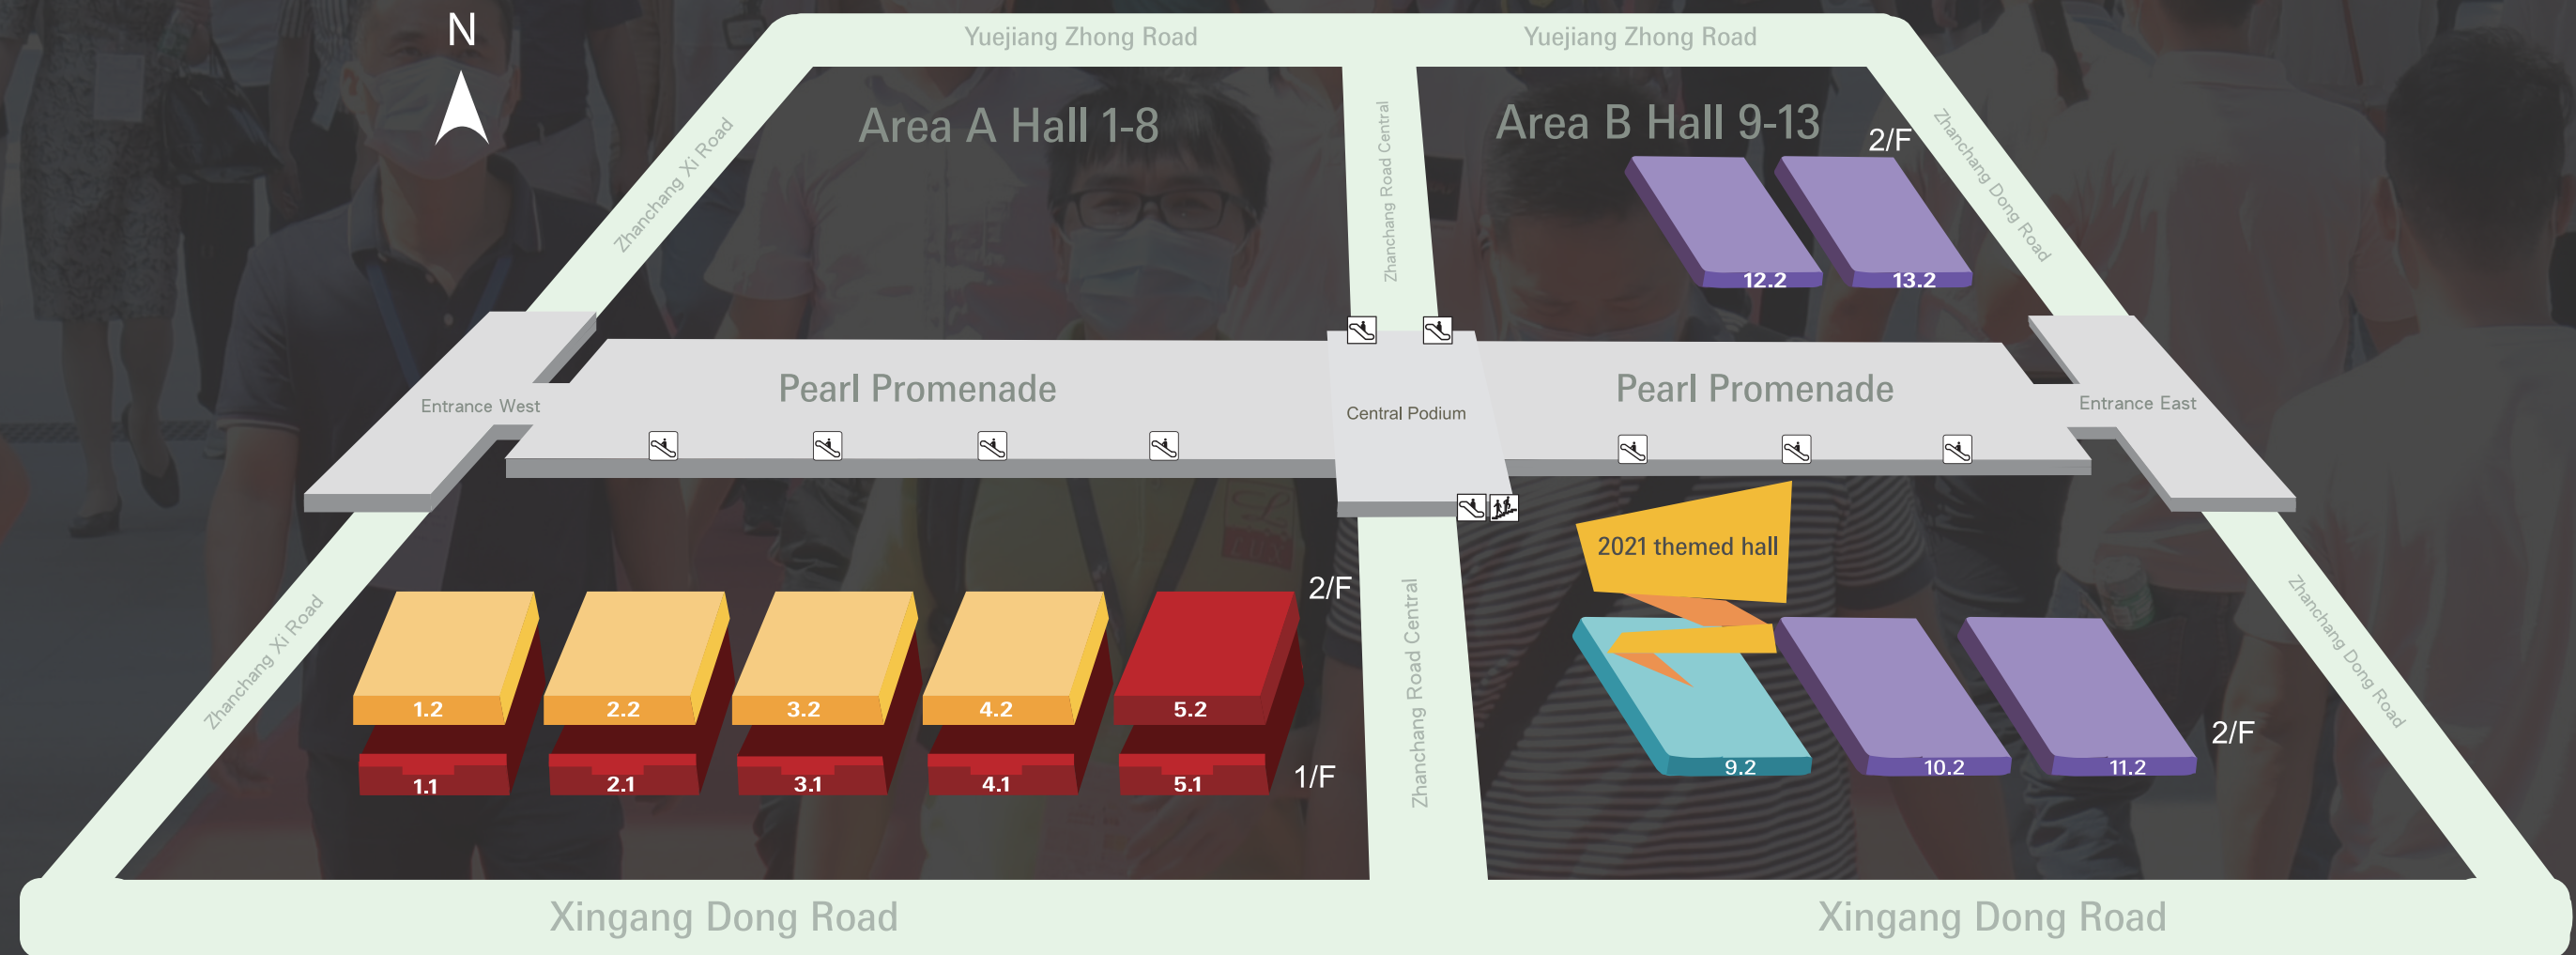 N
Yuejiang Zhong Road
Yuejiang Zhong Road
Zhanchang Xi Road
Area A Hall 1-8
Zhanchang Road Central
Area B Hall 9-13
2/F
Zhanchang Dong Road
12.2
13.2
Entrance West
Pearl Promenade
Central Podium
Pearl Promenade
Entrance East
2021 themed hall
Zhanchang Xi Road
2/F
Zhanchang Road Central
Zhanchang Dong Road
1.2
2.2
3.2
4.2
5.2
1.1
2.1
3.1
4.1
5.1
1/F
9.2
10.2
11.2
2/F
Xingang Dong Road
Xingang Dong Road